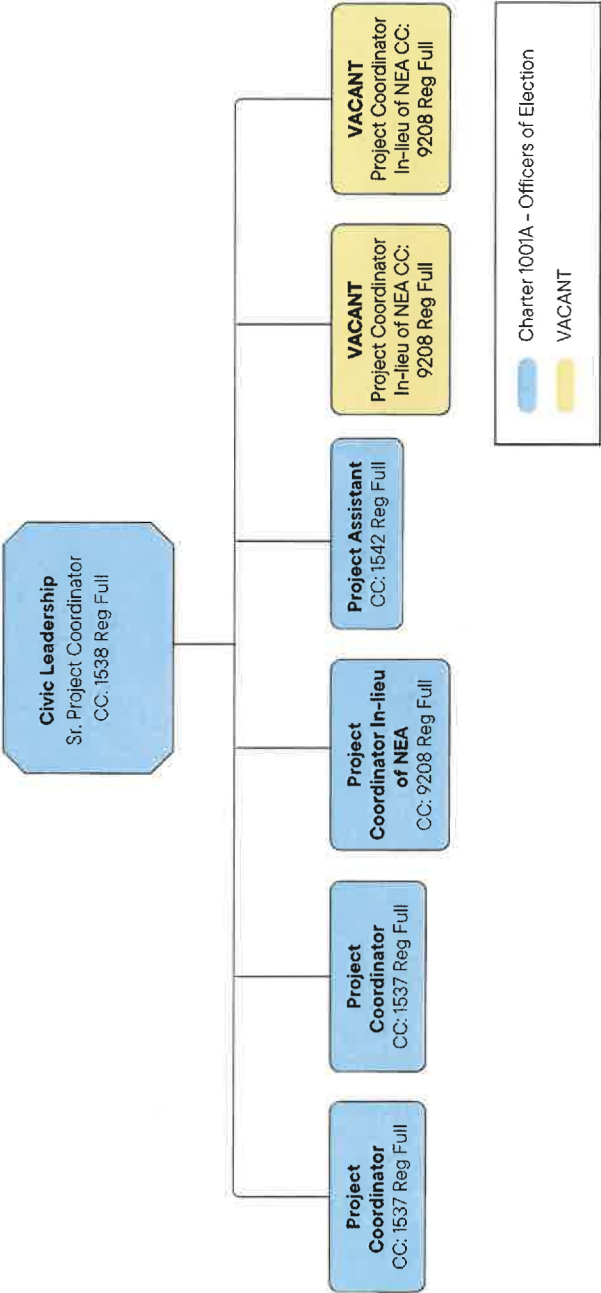 Civic Leadership
Sr. Project Coordinator
CC: 1538 Reg Full
Project
Coordinator
CC: 1537 Reg Full
Project
Coordinator
CC: 1537 Reg Full
Project
Coordinator In-lieu
of NEA
CC: 9208 Reg Full
Project Assistant
CC: 1542 Reg Full
VACANT
Project Coordinator
In-lieu of NEA CC:
9208 Reg Full
VACANT
Project Coordinator
In-lieu of NEA CC:
9208 Reg Full
Charter 1001A - Officers of Election
VACANT